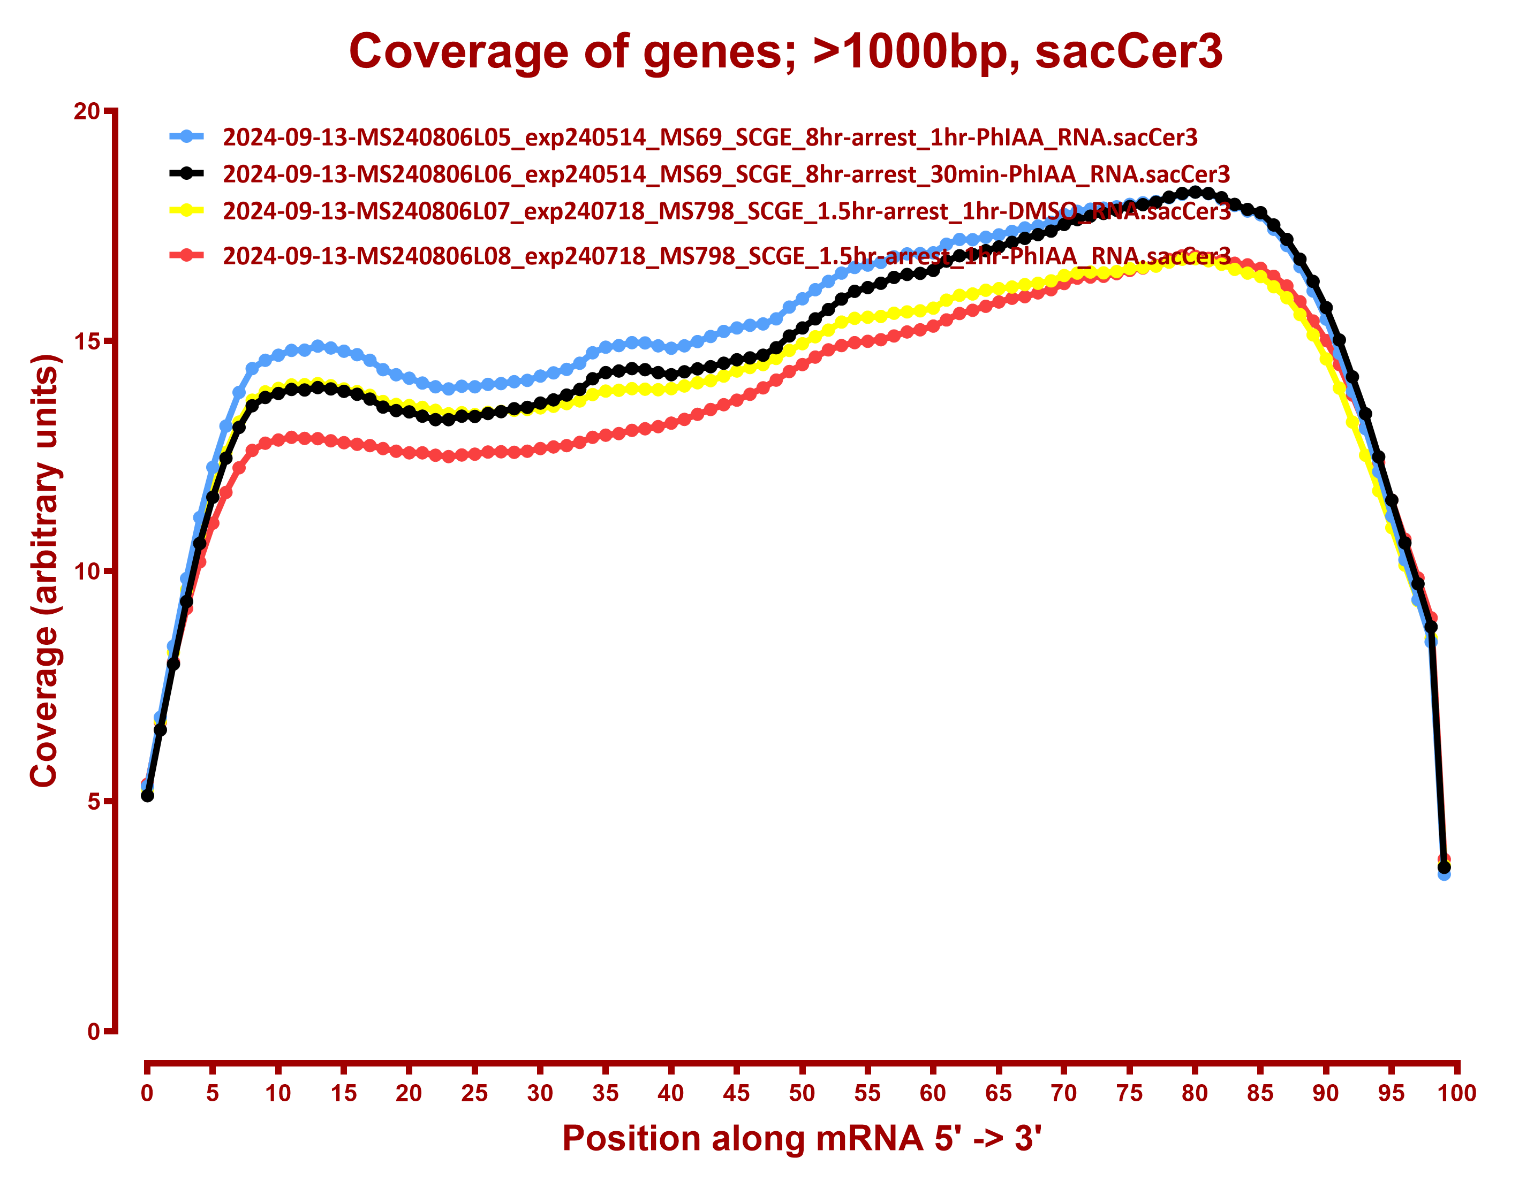 Coverage of genes; >1000bp, sacCer3
20
2024-09-13-MS240806L05_exp240514_MS69_SCGE_8hr-arrest_1hr-PhIAA_RNA.sacCer3
2024-09-13-MS240806L06_exp240514_MS69_SCGE_8hr-arrest_30min-PhIAA_RNA.sacCer3
2024-09-13-MS240806L07_exp240718_MS798_SCGE_1.5hr-arrest_1hr-DMSO_RNA.sacCer3
2024-09-13-MS240806L08_exp240718_MS798_SCGE_1.5hr-arrest_1hr-PhIAA_RNA.sacCer3
15
10
5
0
Coverage (arbitrary units)
0 5 10 15 20 25 30 35 40 45 50 55 60 65 70 75 80 85 90 95 100
Position along mRNA 5' -> 3'